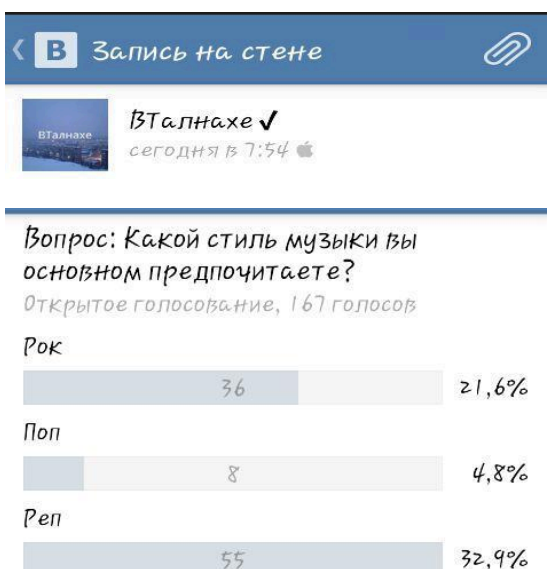 В Запись на стене
ВТалнахе
ВТалнахе ✓
сегодня в 7:54
Вопрос: Какой стиль музыки вы
основном предпочитаете?
Открытое голосование, 167 голосов
Рок
36 21,6%
Поп
8 4,8%
Реп
55 32,9%